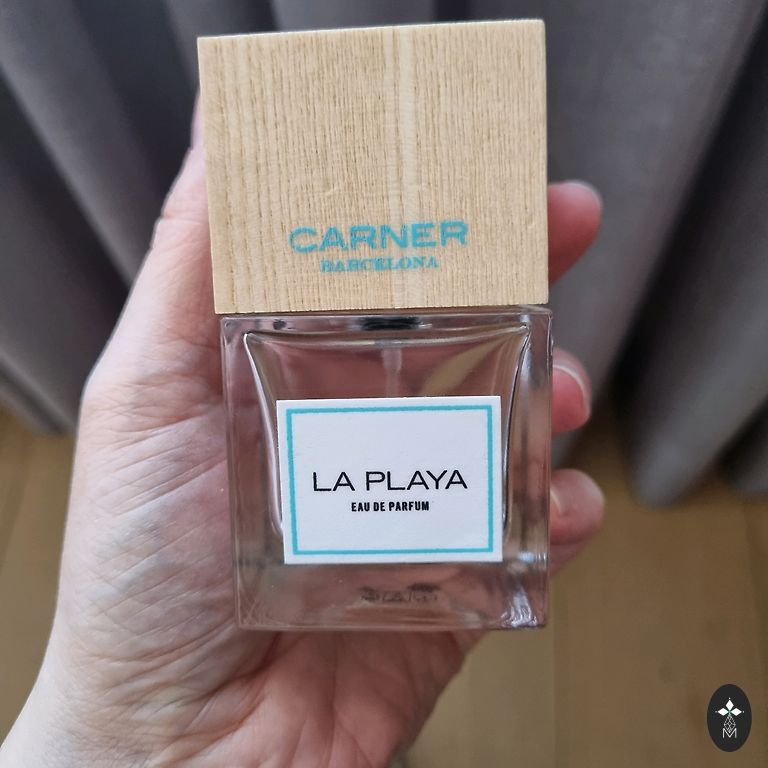 CARNER
BARCELONA
LA PLAYA
EAU DE PARFUM
M